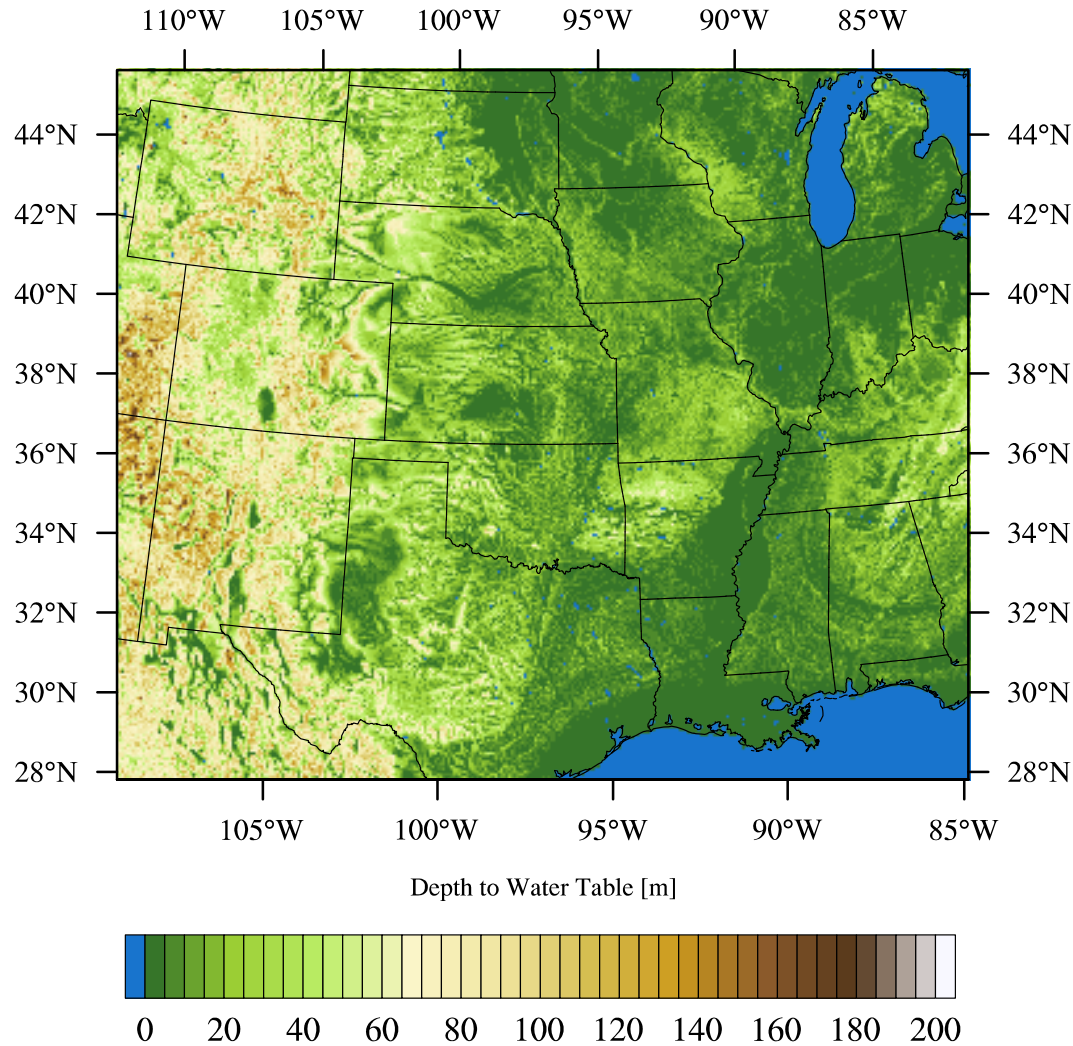 110°W 105°W 100°W 95°W 90°W 85°W
44°N 44°N
42°N 42°N
40°N 40°N
38°N 38°N
36°N 36°N
34°N 34°N
32°N 32°N
30°N 30°N
28°N 28°N
105°W 100°W 95°W 90°W 85°W
Depth to Water Table [m]
0 20 40 60 80 100 120 140 160 180 200